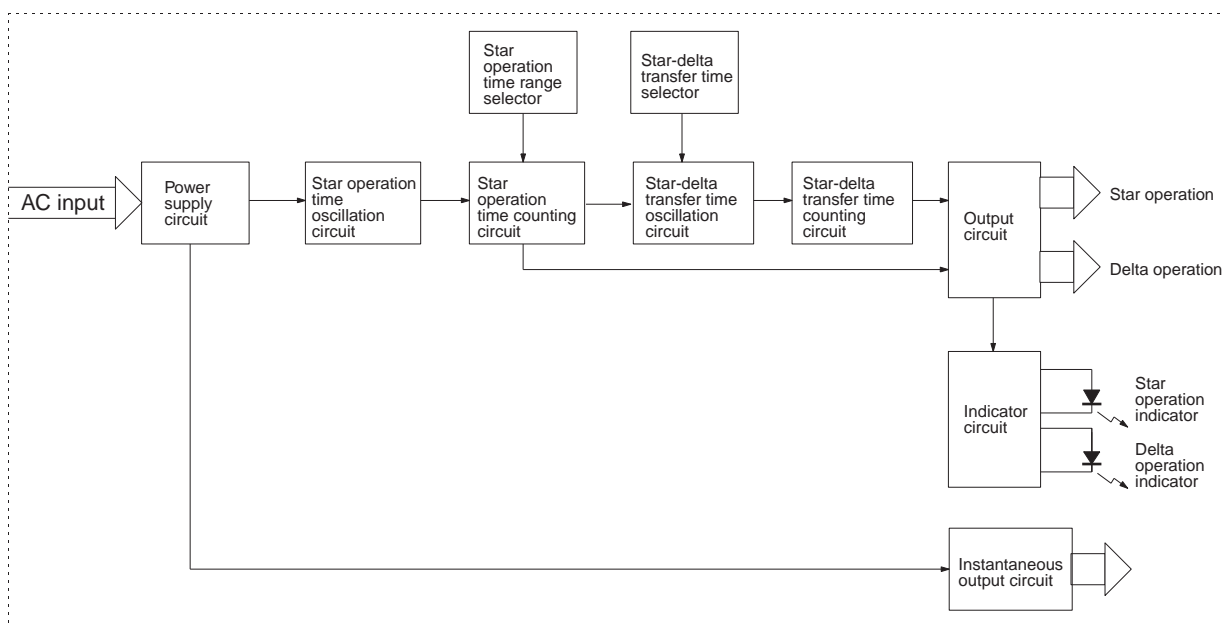 Star
operation
time range
selector
Star-delta
transfer time
selector
AC input
Power
supply
circuit
Star operation
time
oscillation
circuit
Star
operation
time counting
circuit
Star-delta
transfer time
oscillation
circuit
Star-delta
transfer time
counting
circuit
Output
circuit
Star operation
Delta operation
Indicator
circuit
Star
operation
indicator
Delta
operation
indicator
Instantaneous
output circuit